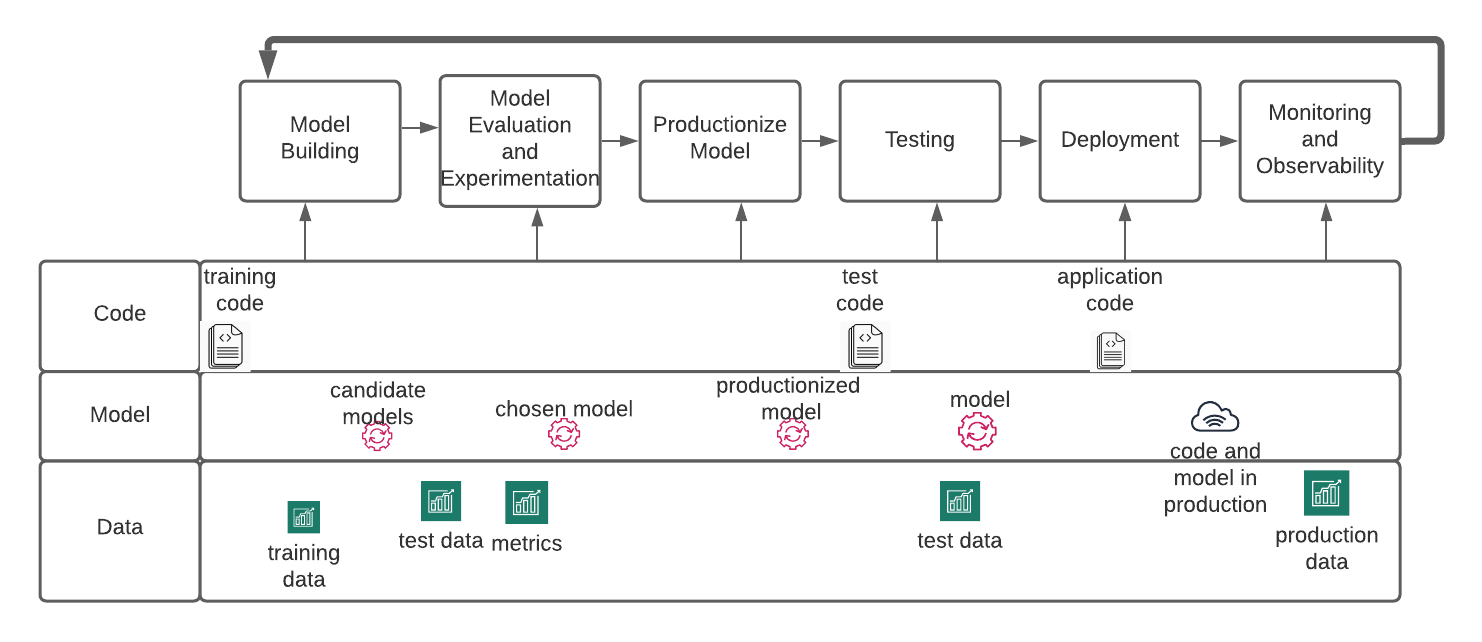 Model
Building
Model
Evaluation
and
Experimentation
Productionize
Model
Testing
Deployment
Monitoring
and
Observability
Code
training
code
test
code
application
code
Model
candidate
models
chosen model
productionized
model
model
code and
model in
production
Data
training
data
test data
metrics
test data
production
data